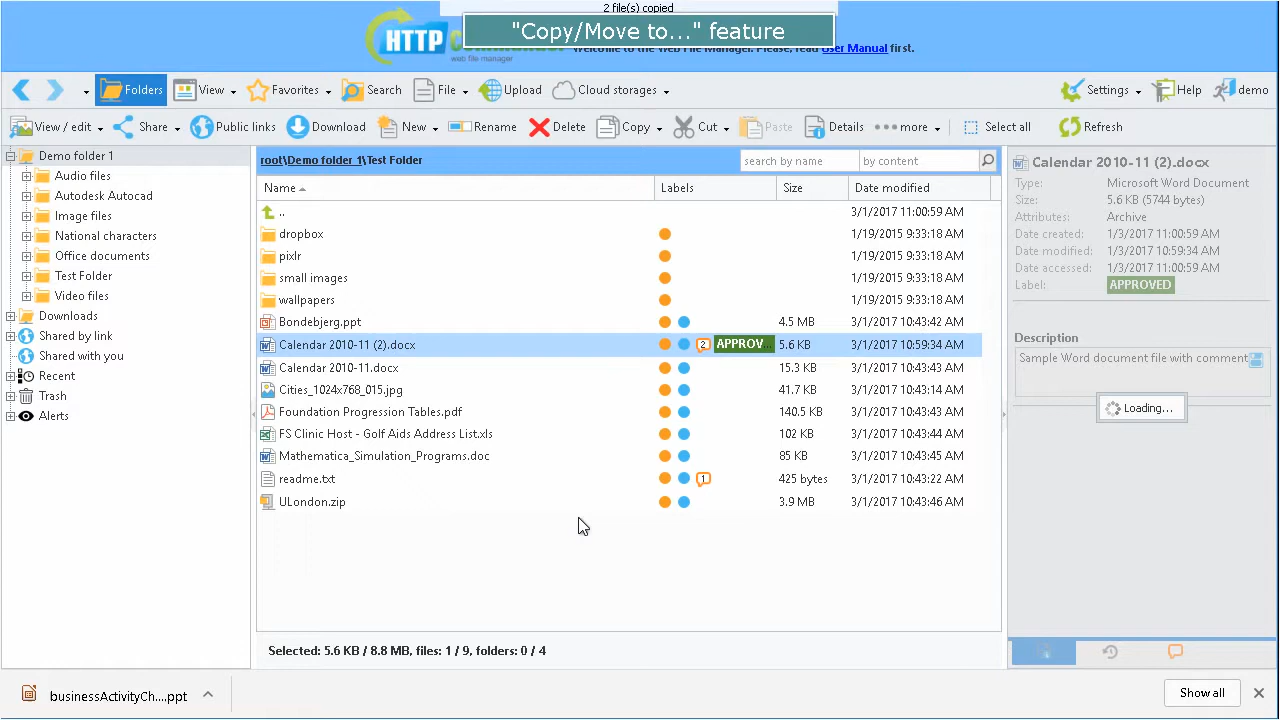 2 file(s) copied
"Copy/Move to..." feature
HTTP
web file manager
Welcome to the Web File Manager. Please, read User Manual first.
Folders View Favorites Search File Upload Cloud storages Settings Help demo
View / edit Share Public links Download New Rename Delete Copy Cut Paste Details more Select all Refresh
Demo folder 1
Audio files
Autodesk Autocad
Image files
National characters
Office documents
Test Folder
Video files
Downloads
Shared by link
Shared with you
Recent
Trash
Alerts
root\Demo folder 1\Test Folder search by name by content
Name Labels Size Date modified
.. 3/1/2017 11:00:59 AM
dropbox 1/19/2015 9:33:18 AM
pixlr 1/19/2015 9:33:18 AM
small images 1/19/2015 9:33:18 AM
wallpapers 1/19/2015 9:33:18 AM
Bondebjerg.ppt 4.5 MB 3/1/2017 10:43:42 AM
Calendar 2010-11 (2).docx 2 APPROV... 5.6 KB 3/1/2017 10:59:34 AM
Calendar 2010-11.docx 15.3 KB 3/1/2017 10:43:43 AM
Cities_1024x768_015.jpg 41.7 KB 3/1/2017 10:43:14 AM
Foundation Progression Tables.pdf 140.5 KB 3/1/2017 10:43:43 AM
FS Clinic Host - Golf Aids Address List.xls 102 KB 3/1/2017 10:43:44 AM
Mathematica_Simulation_Programs.doc 85 KB 3/1/2017 10:43:45 AM
readme.txt 1 425 bytes 3/1/2017 10:43:22 AM
ULondon.zip 3.9 MB 3/1/2017 10:43:46 AM
Selected: 5.6 KB / 8.8 MB, files: 1 / 9, folders: 0 / 4
Calendar 2010-11 (2).docx
Type: Microsoft Word Document
Size: 5.6 KB (5744 bytes)
Attributes: Archive
Date created: 1/3/2017 11:00:59 AM
Date modified: 3/1/2017 10:59:34 AM
Date accessed: 1/3/2017 11:00:59 AM
Label: APPROVED
Description
Sample Word document file with comment
Loading...
businessActivityCh....ppt Show all